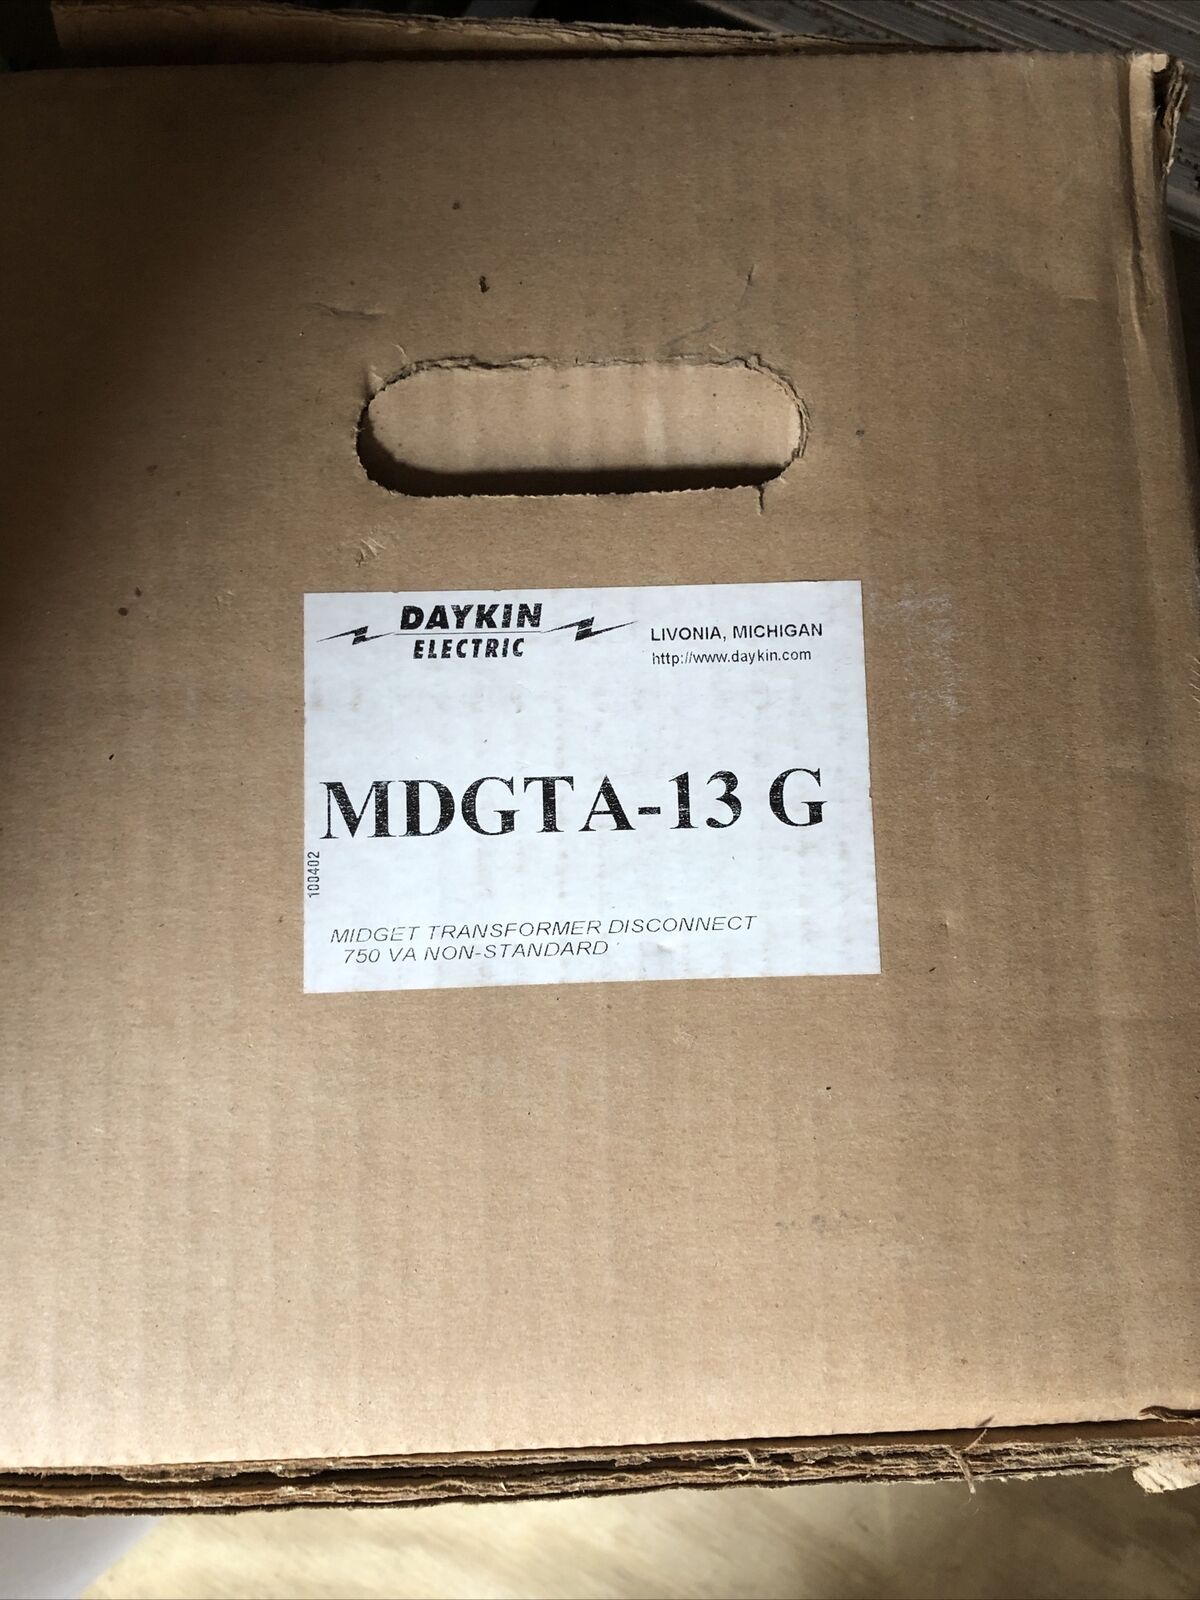 DAYKIN
ELECTRIC
LIVONIA, MICHIGAN
http://www.daykin.com
MDGTA-13 G
100402
MIDGET TRANSFORMER DISCONNECT
750 VA NON-STANDARD